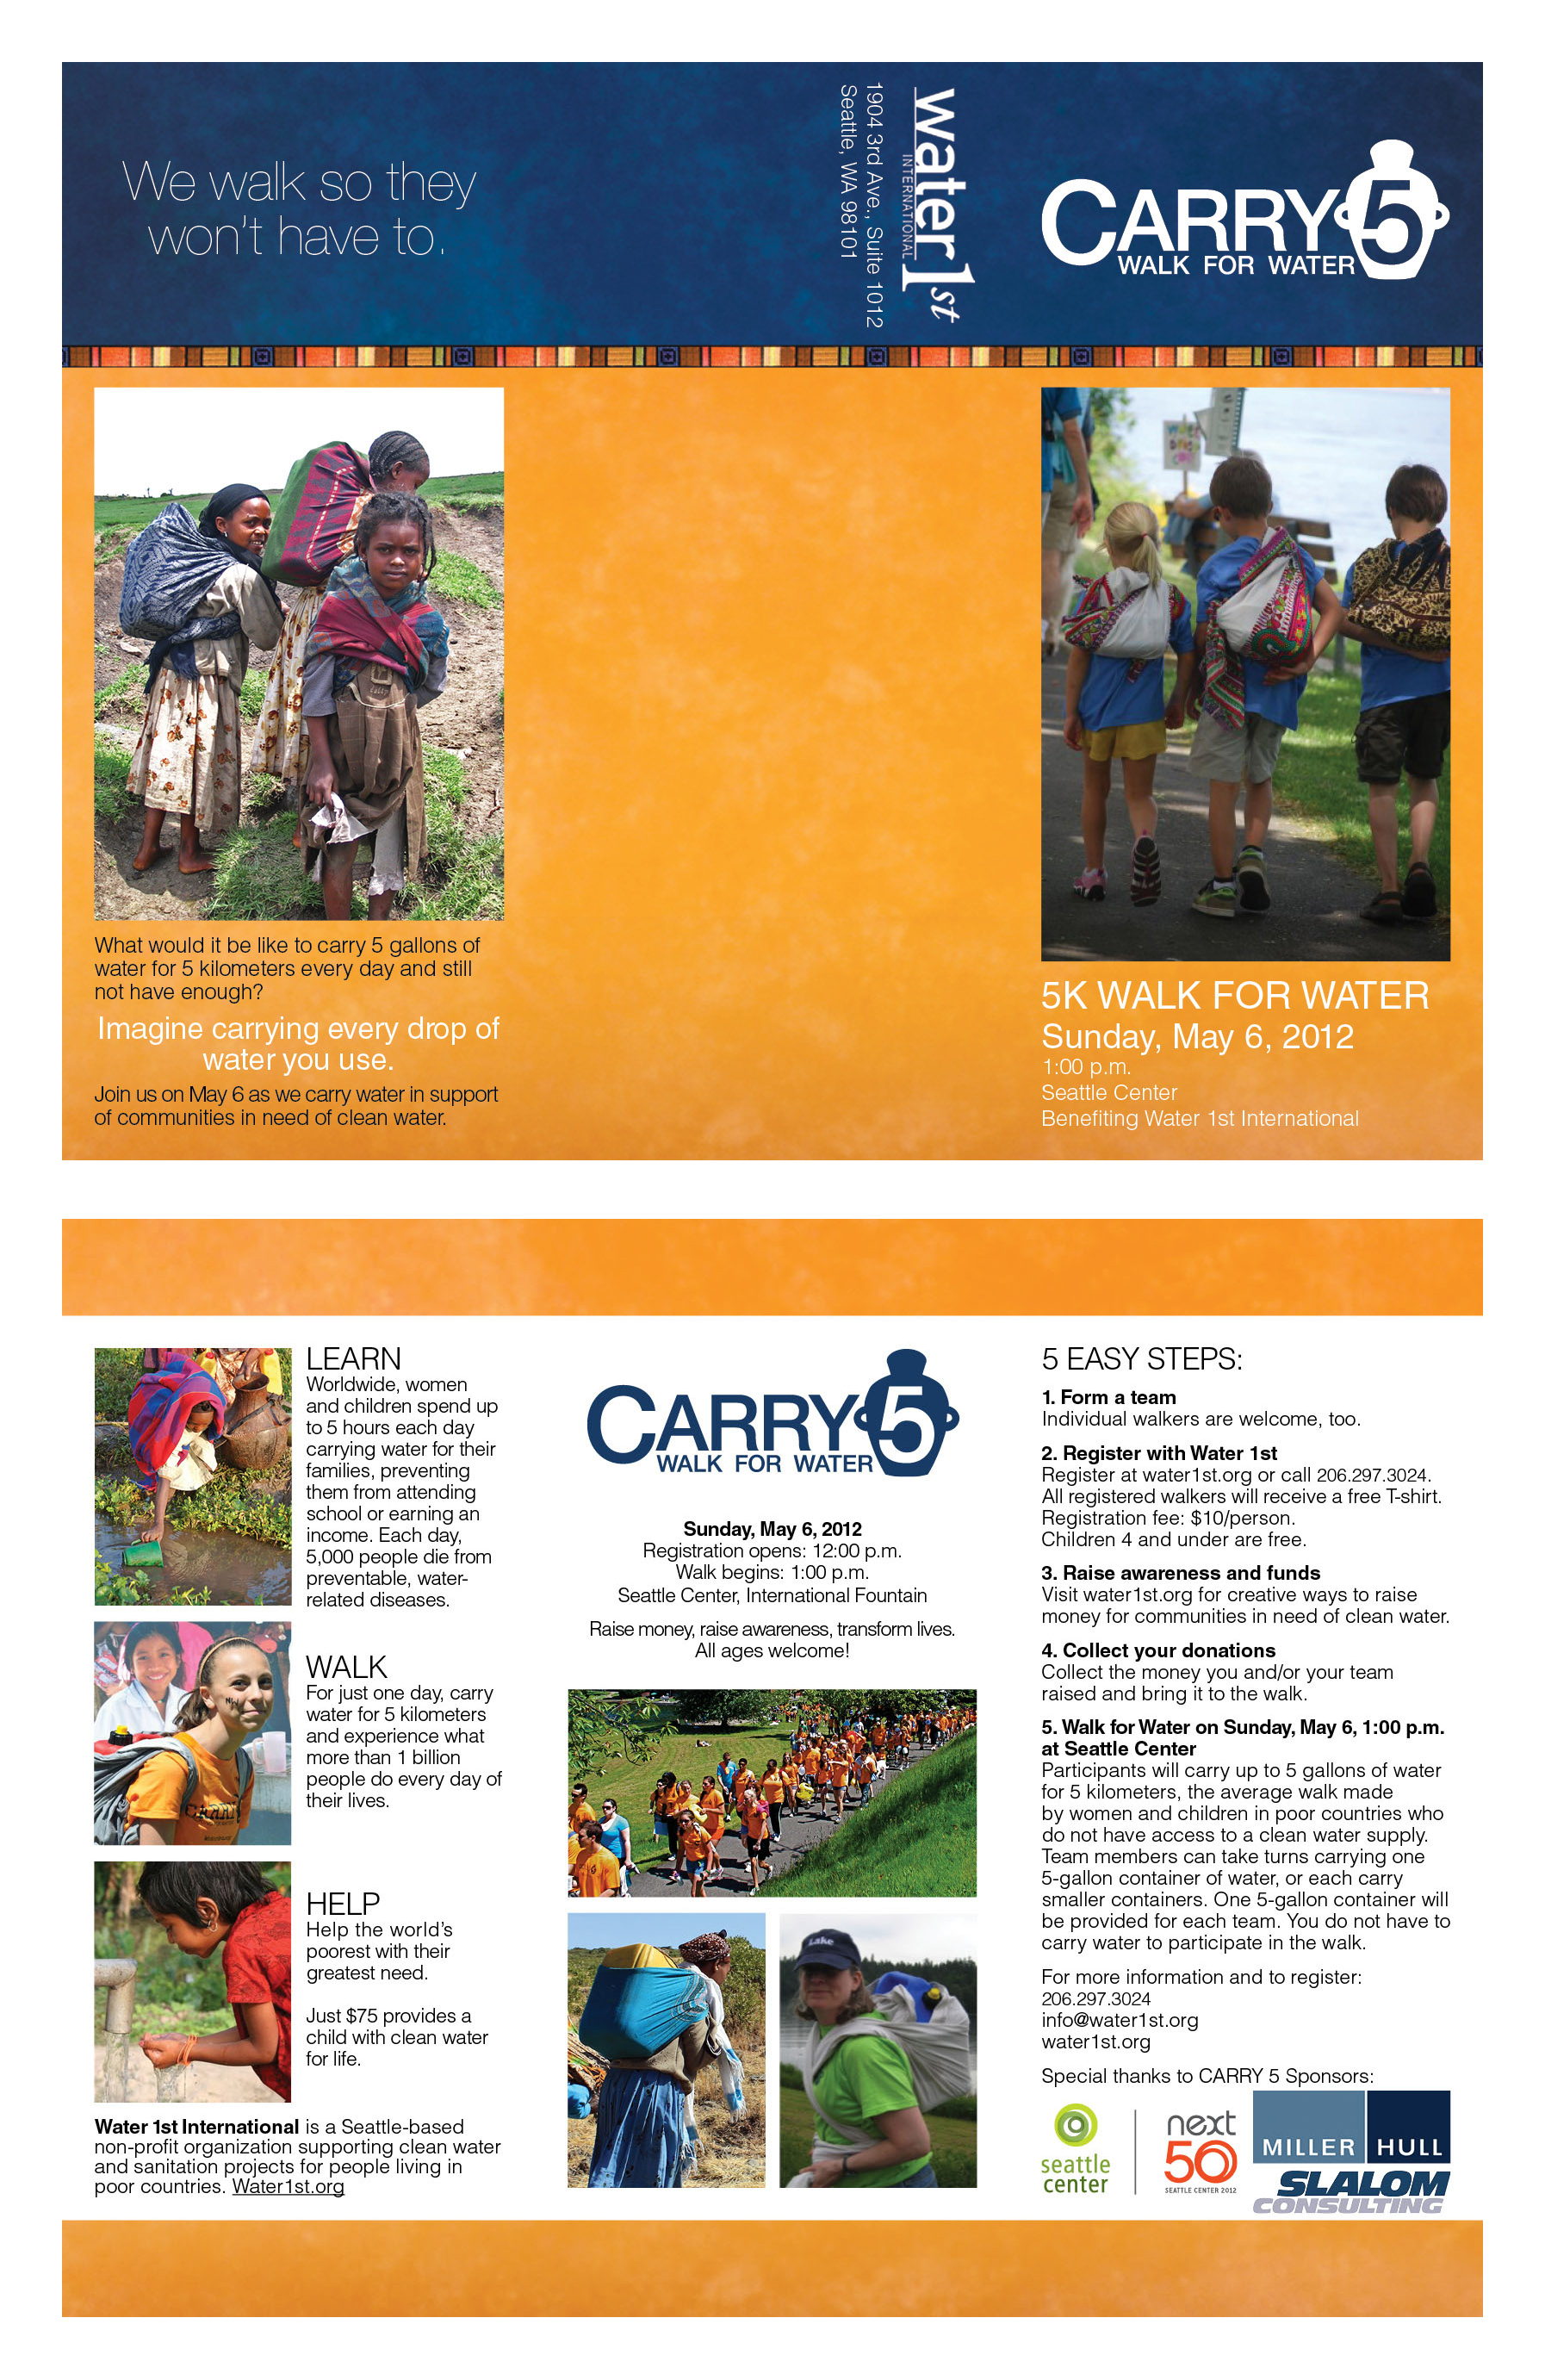 We walk so they
won't have to.
What would it be like to carry 5 gallons of
water for 5 kilometers every day and still
not have enough?
Imagine carrying every drop of
water you use.
Join us on May 6 as we carry water in support
of communities in need of clean water.
water1st
INTERNATIONAL
1904 3rd Ave., Suite 1012
Seattle, WA 98101
CARRY 5
WALK FOR WATER
5K WALK FOR WATER
Sunday, May 6, 2012
1:00 p.m.
Seattle Center
Benefiting Water 1st International
LEARN
Worldwide, women
and children spend up
to 5 hours each day
carrying water for their
families, preventing
them from attending
school or earning an
income. Each day,
5,000 people die from
preventable, water-
related diseases.
WALK
For just one day, carry
water for 5 kilometers
and experience what
more than 1 billion
people do every day of
their lives.
HELP
Help the world's
poorest with their
greatest need.
Just $75 provides a
child with clean water
for life.
Water 1st International is a Seattle-based
non-profit organization supporting clean water
and sanitation projects for people living in
poor countries. Water1st.org
CARRY 5
WALK FOR WATER
Sunday, May 6, 2012
Registration opens: 12:00 p.m.
Walk begins: 1:00 p.m.
Seattle Center, International Fountain
Raise money, raise awareness, transform lives.
All ages welcome!
Lake
5 EASY STEPS:
1. Form a team
Individual walkers are welcome, too.
2. Register with Water 1st
Register at water1st.org or call 206.297.3024.
All registered walkers will receive a free T-shirt.
Registration fee: $10/person.
Children 4 and under are free.
3. Raise awareness and funds
Visit water1st.org for creative ways to raise
money for communities in need of clean water.
4. Collect your donations
Collect the money you and/or your team
raised and bring it to the walk.
5. Walk for Water on Sunday, May 6, 1:00 p.m.
at Seattle Center
Participants will carry up to 5 gallons of water
for 5 kilometers, the average walk made
by women and children in poor countries who
do not have access to a clean water supply.
Team members can take turns carrying one
5-gallon container of water, or each carry
smaller containers. One 5-gallon container will
be provided for each team. You do not have to
carry water to participate in the walk.
For more information and to register:
206.297.3024
info@water1st.org
water1st.org
Special thanks to CARRY 5 Sponsors:
seattle
center
next
50
SEATTLE CENTER 2012
MILLER HULL
SLALOM
CONSULTING